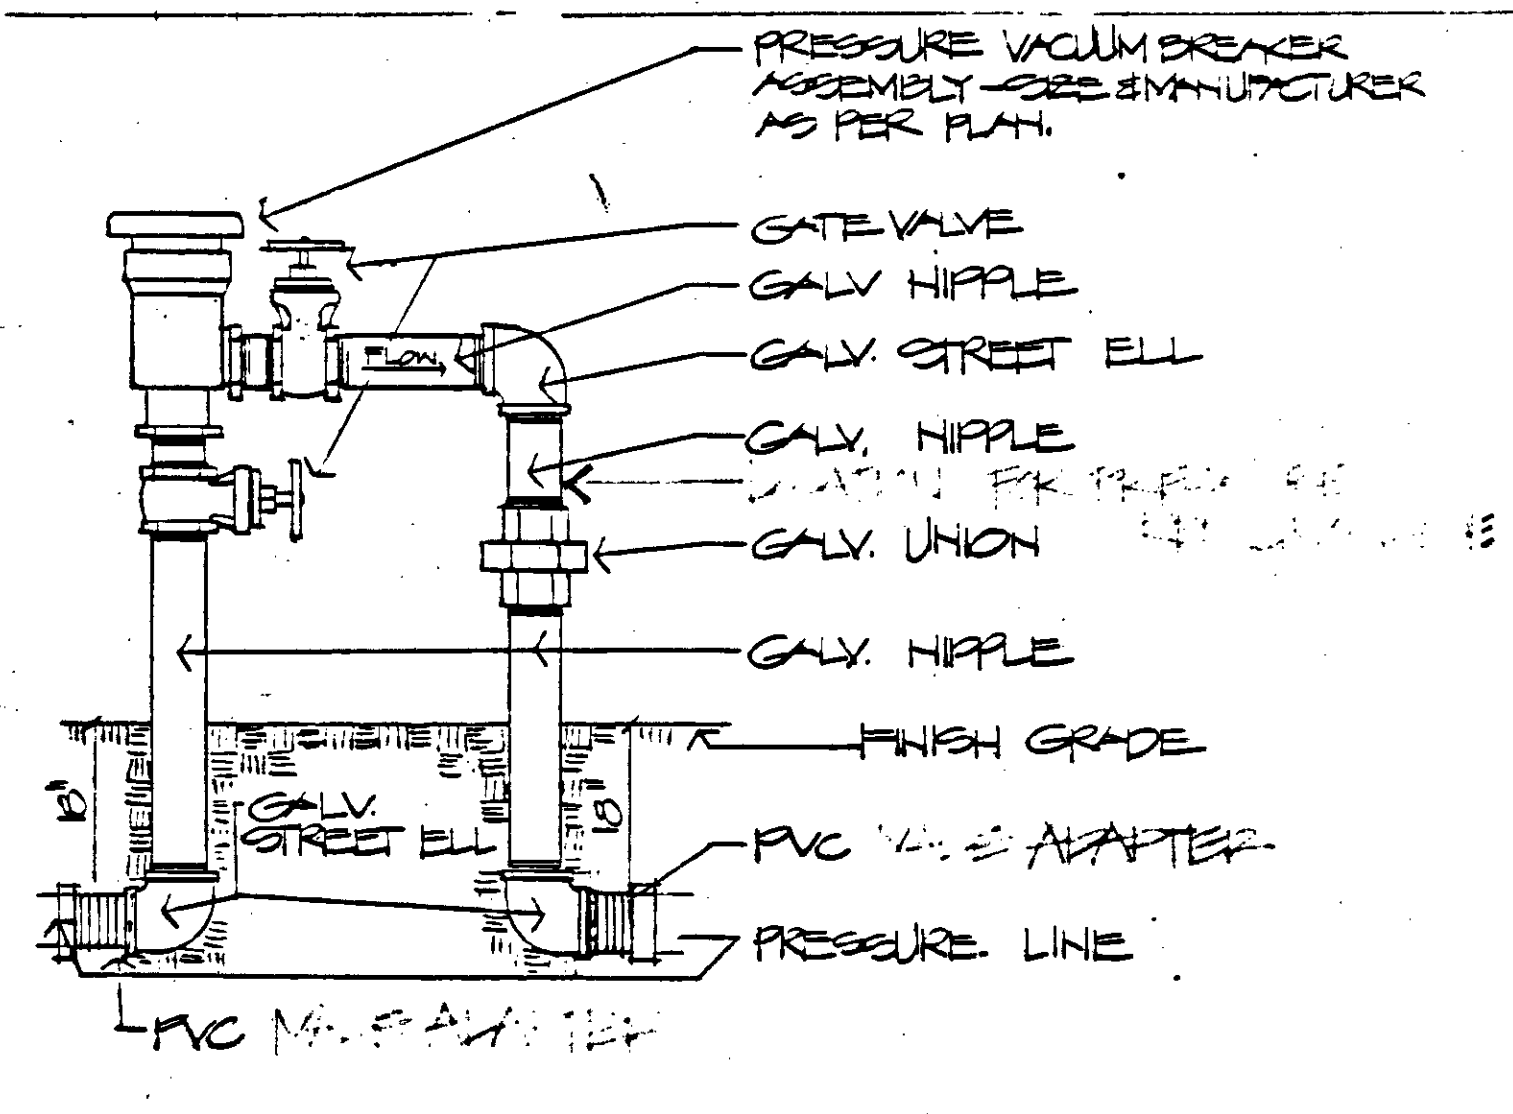 PRESSURE VACUUM BREAKER
ASSEMBLY - SIZE & MANUFACTURER
AS PER PLAN.
GATE VALVE
GALV NIPPLE
FLOW
GALV. STREET ELL
GALV. NIPPLE
FOR
GALV. UNION
GALV. NIPPLE
FINISH GRADE
18"
GALV.
STREET ELL
18
PVC ADAPTER
PRESSURE. LINE
PVC